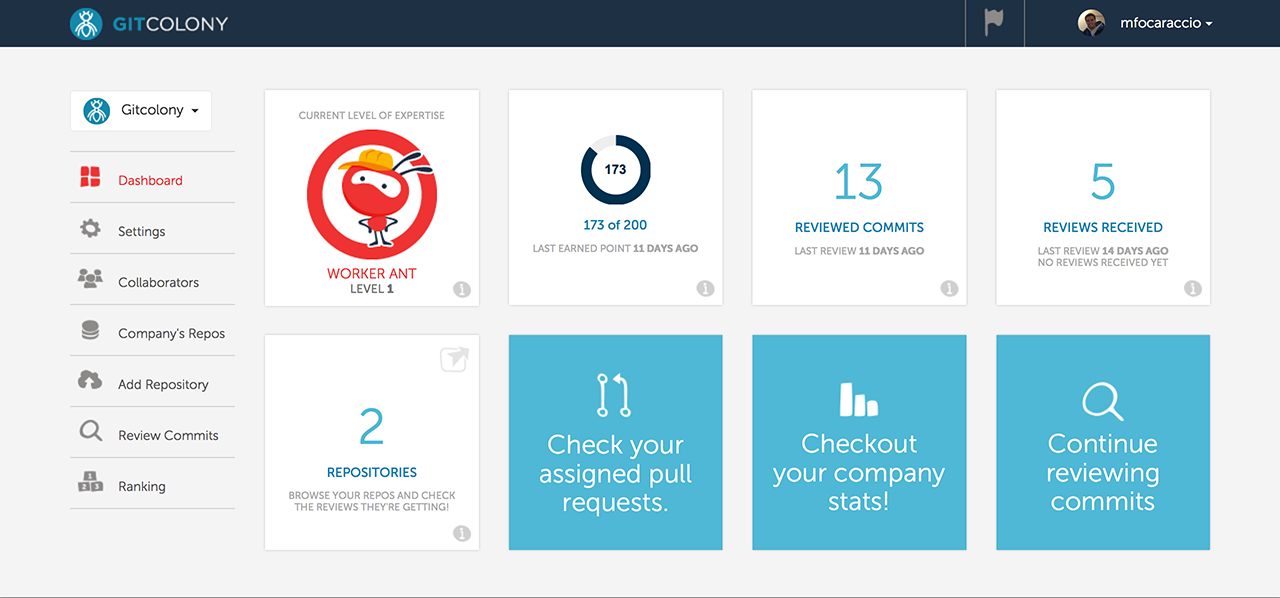 GITCOLONY
mfocaraccio
Gitcolony
Dashboard
Settings
Collaborators
Company's Repos
Add Repository
Review Commits
Ranking
CURRENT LEVEL OF EXPERTISE
WORKER ANT
LEVEL 1
173
173 of 200
LAST EARNED POINT 11 DAYS AGO
13
REVIEWED COMMITS
LAST REVIEW 11 DAYS AGO
5
REVIEWS RECEIVED
LAST REVIEW 14 DAYS AGO
NO REVIEWS RECEIVED YET
2
REPOSITORIES
BROWSE YOUR REPOS AND CHECK
THE REVIEWS THEY'RE GETTING!
Check your
assigned pull
requests.
Checkout
your company
stats!
Continue
reviewing
commits